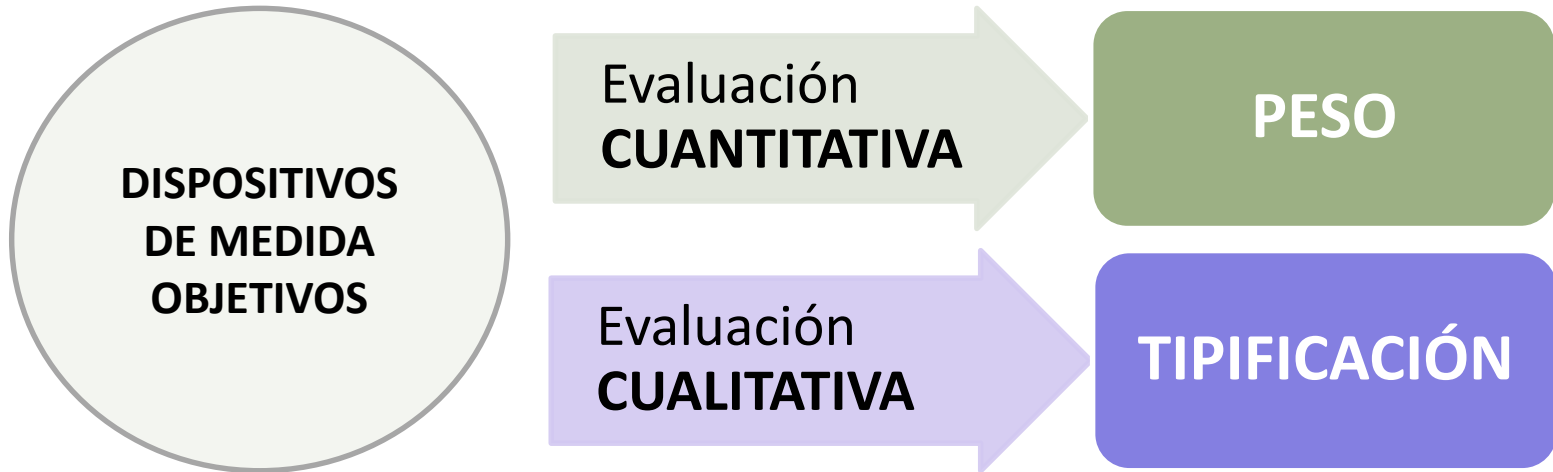 DISPOSITIVOS
DE MEDIDA
OBJETIVOS
Evaluación
CUANTITATIVA
PESO
Evaluación
CUALITATIVA
TIPIFICACIÓN